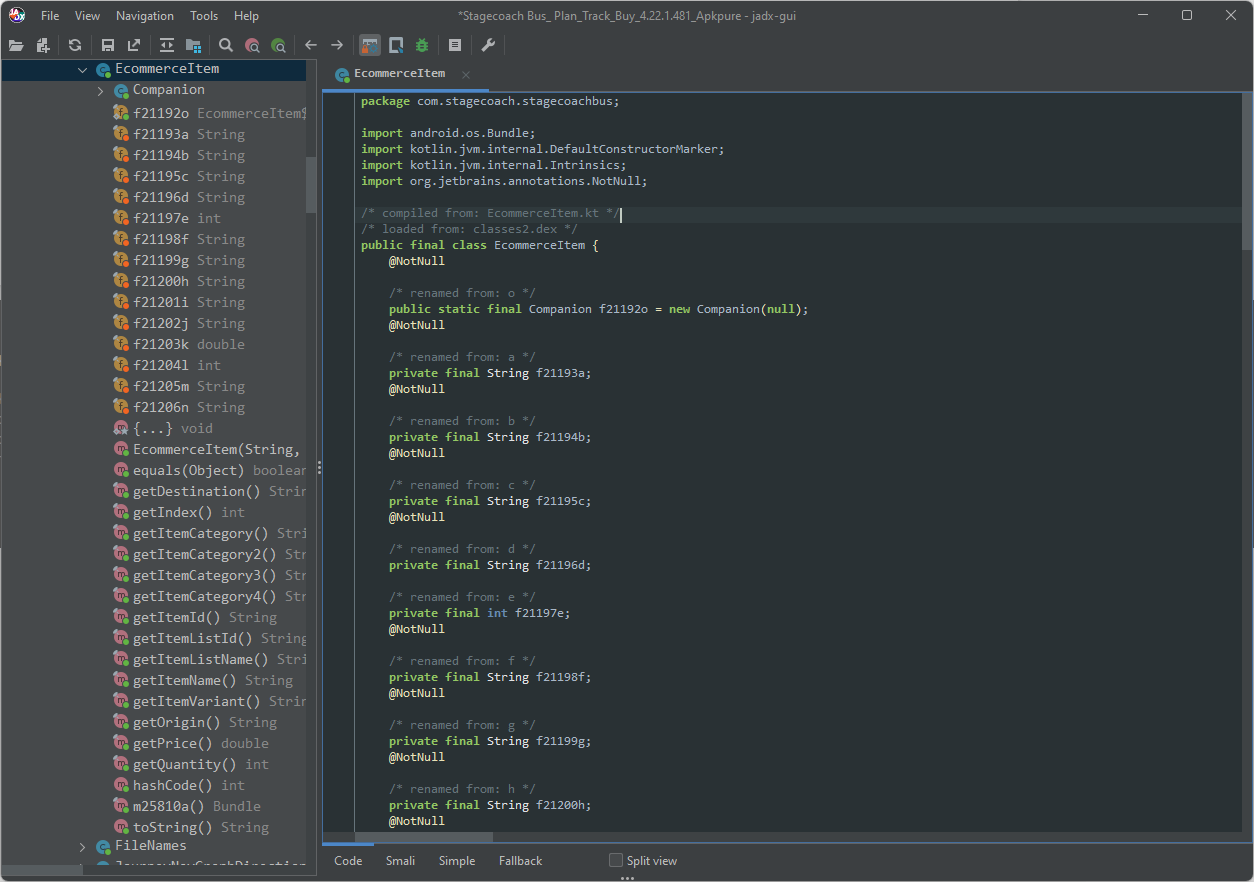 File View Navigation Tools Help
*Stagecoach Bus_ Plan_Track_Buy_4.22.1.481_Apkpure - jadx-gui
EcommerceItem
Companion
f21192o EcommerceItem$
f21193a String
f21194b String
f21195c String
f21196d String
f21197e int
f21198f String
f21199g String
f21200h String
f21201i String
f21202j String
f21203k double
f21204l int
f21205m String
f21206n String
{...} void
EcommerceItem(String,
equals(Object) boolean
getDestination() Strin
getIndex() int
getItemCategory() Stri
getItemCategory2() Str
getItemCategory3() Str
getItemCategory4() Str
getItemId() String
getItemListId() String
getItemListName() Stri
getItemName() String
getItemVariant() Strin
getOrigin() String
getPrice() double
getQuantity() int
hashCode() int
m25810a() Bundle
toString() String
FileNames
EcommerceItem
package com.stagecoach.stagecoachbus;
import android.os.Bundle;
import kotlin.jvm.internal.DefaultConstructorMarker;
import kotlin.jvm.internal.Intrinsics;
import org.jetbrains.annotations.NotNull;
/* compiled from: EcommerceItem.kt */
/* loaded from: classes2.dex */
public final class EcommerceItem {
@NotNull
/* renamed from: o */
public static final Companion f21192o = new Companion(null);
@NotNull
/* renamed from: a */
private final String f21193a;
@NotNull
/* renamed from: b */
private final String f21194b;
@NotNull
/* renamed from: c */
private final String f21195c;
@NotNull
/* renamed from: d */
private final String f21196d;
/* renamed from: e */
private final int f21197e;
@NotNull
/* renamed from: f */
private final String f21198f;
@NotNull
/* renamed from: g */
private final String f21199g;
@NotNull
/* renamed from: h */
private final String f21200h;
@NotNull
Code Smali Simple Fallback Split view